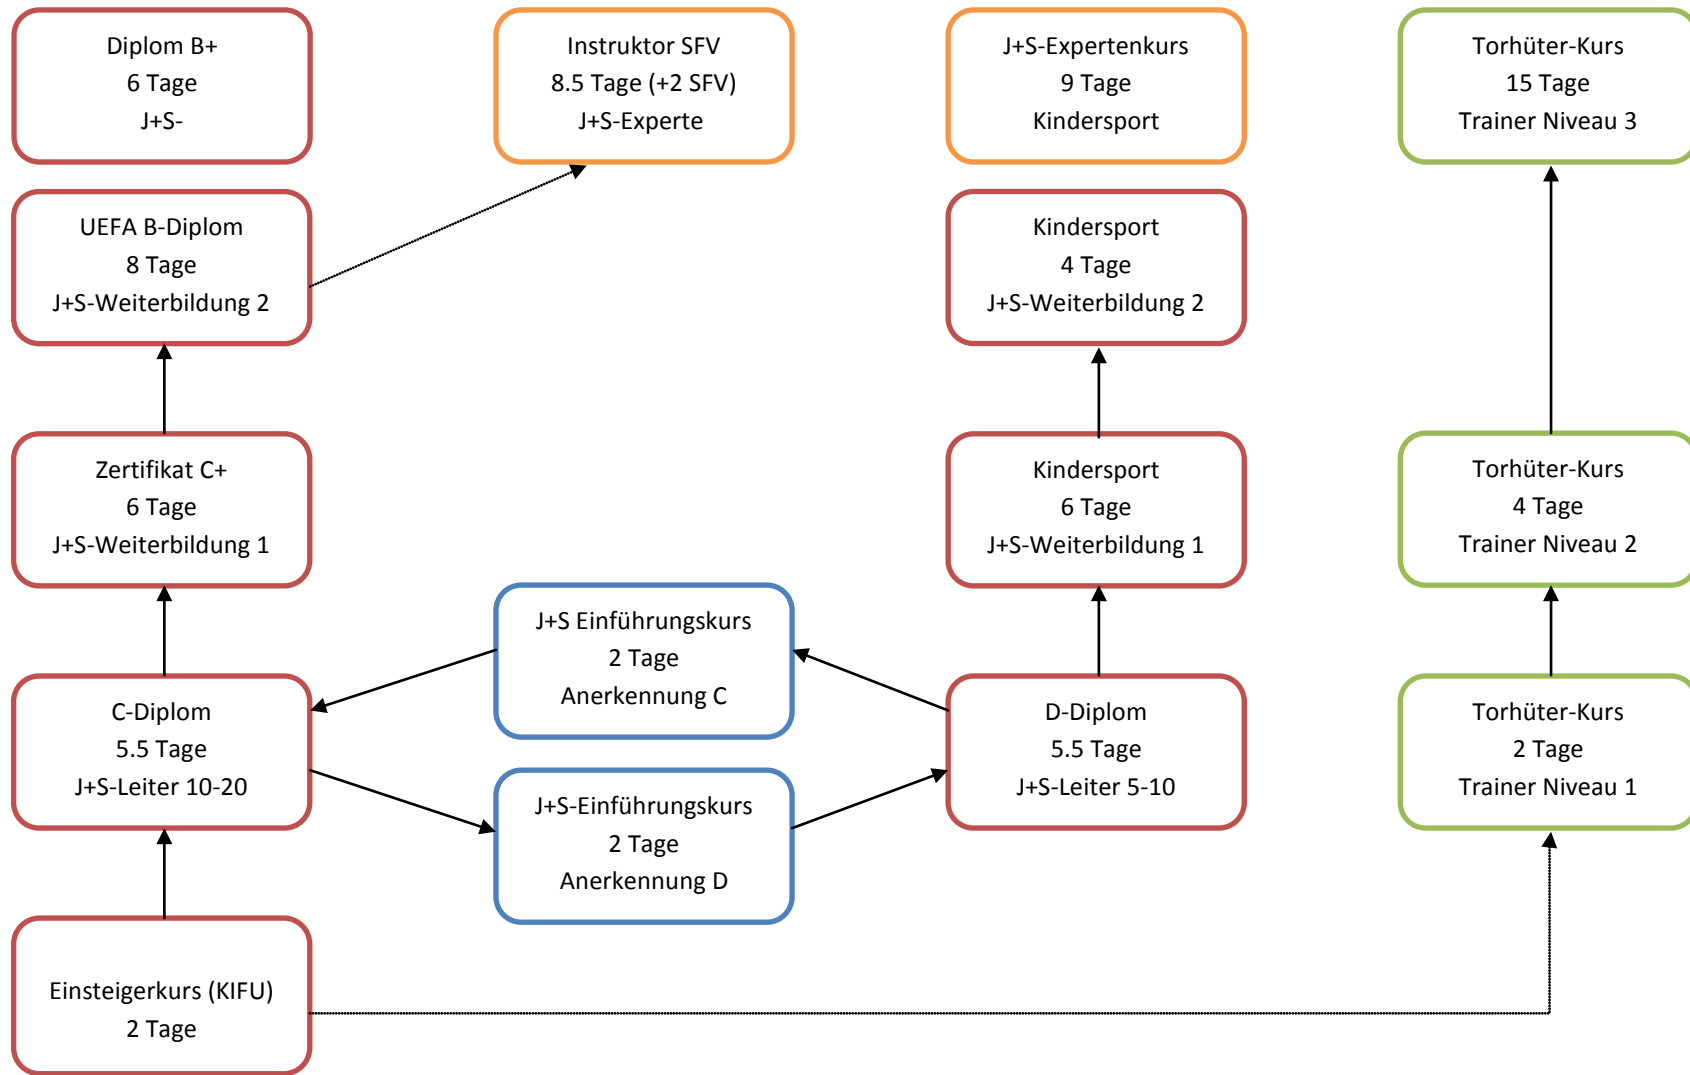 Diplom B+
6 Tage
J+S-
Instruktor SFV
8.5 Tage (+2 SFV)
J+S-Experte
J+S-Expertenkurs
9 Tage
Kindersport
Torhüter-Kurs
15 Tage
Trainer Niveau 3
UEFA B-Diplom
8 Tage
J+S-Weiterbildung 2
Kindersport
4 Tage
J+S-Weiterbildung 2
Zertifikat C+
6 Tage
J+S-Weiterbildung 1
Kindersport
6 Tage
J+S-Weiterbildung 1
Torhüter-Kurs
4 Tage
Trainer Niveau 2
J+S Einführungskurs
2 Tage
Anerkennung C
C-Diplom
5.5 Tage
J+S-Leiter 10-20
D-Diplom
5.5 Tage
J+S-Leiter 5-10
Torhüter-Kurs
2 Tage
Trainer Niveau 1
J+S-Einführungskurs
2 Tage
Anerkennung D
Einsteigerkurs (KIFU)
2 Tage